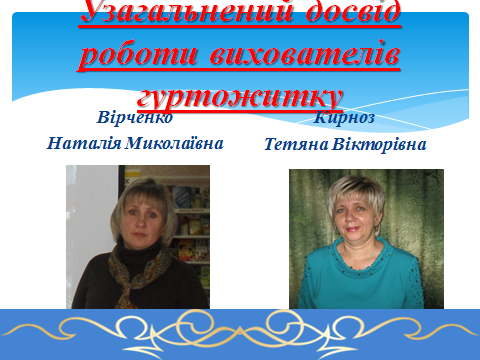 Узагальнений досвід
роботи вихователів
гуртожитку
Вірченко
Наталія Миколаївна
Кирноз
Тетяна Вікторівна